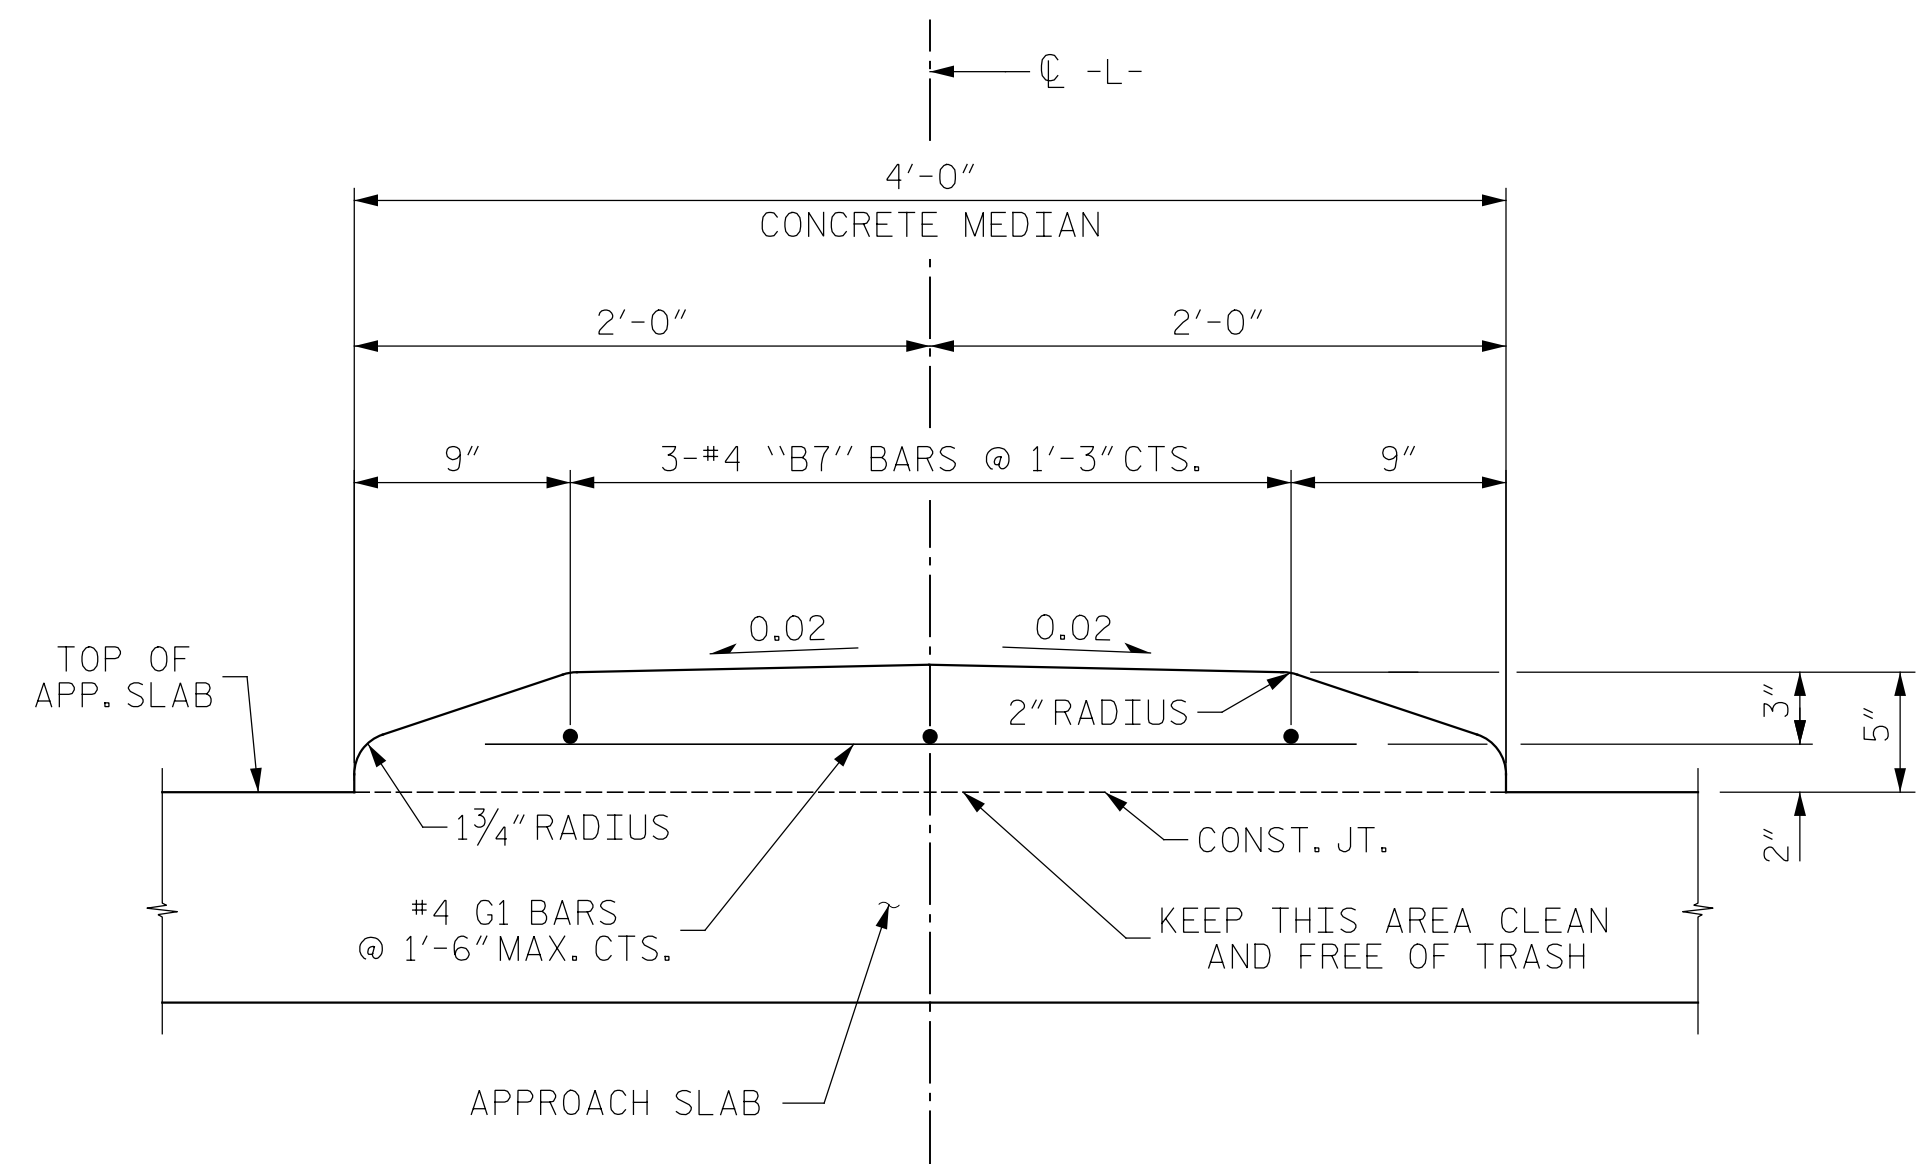 ℄ -L-
4'-0"
CONCRETE MEDIAN
2'-0"
2'-0"
9"
3-#4 ‵‵B7′′ BARS @ 1'-3" CTS.
9"
0.02
0.02
TOP OF
APP. SLAB
2" RADIUS
3"
5"
1¾" RADIUS
CONST. JT.
2"
#4 G1 BARS
@ 1'-6" MAX. CTS.
KEEP THIS AREA CLEAN
AND FREE OF TRASH
APPROACH SLAB